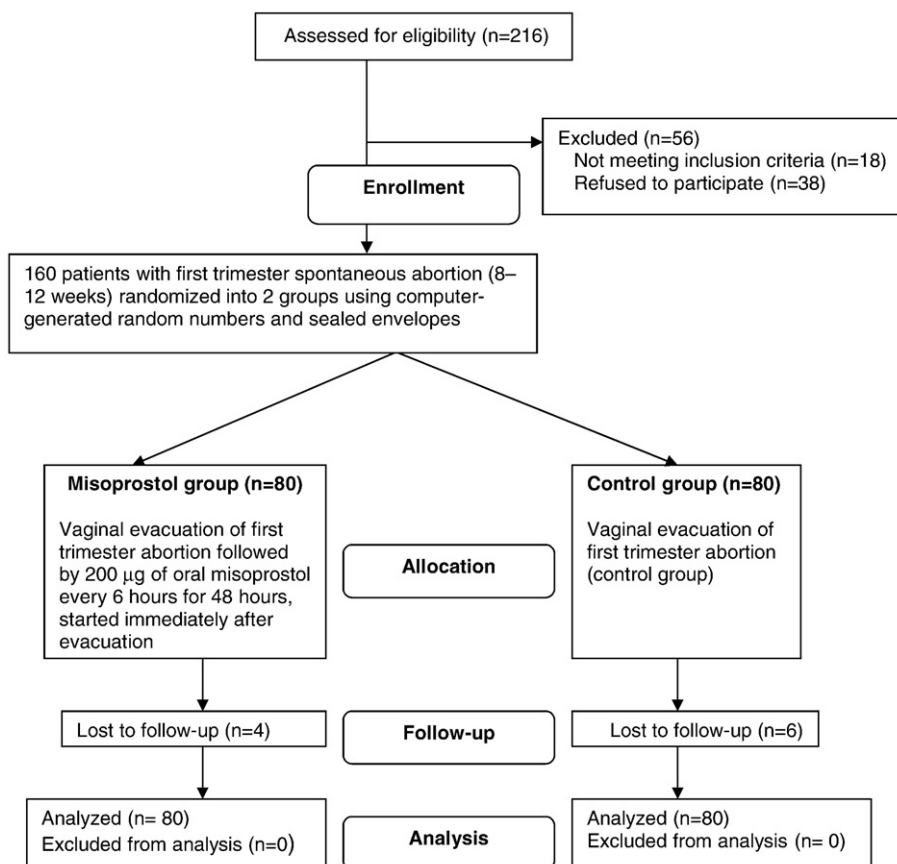 Assessed for eligibility (n=216)
Excluded (n=56)
Not meeting inclusion criteria (n=18)
Refused to participate (n=38)
Enrollment
160 patients with first trimester spontaneous abortion (8–
12 weeks) randomized into 2 groups using computer-
generated random numbers and sealed envelopes
Misoprostol group (n=80)
Vaginal evacuation of first
trimester abortion followed
by 200 μg of oral misoprostol
every 6 hours for 48 hours,
started immediately after
evacuation
Allocation
Control group (n=80)
Vaginal evacuation of
first trimester abortion
(control group)
Lost to follow-up (n=4)
Follow-up
Lost to follow-up (n=6)
Analyzed (n= 80)
Excluded from analysis (n=0)
Analysis
Analyzed (n=80)
Excluded from analysis (n= 0)